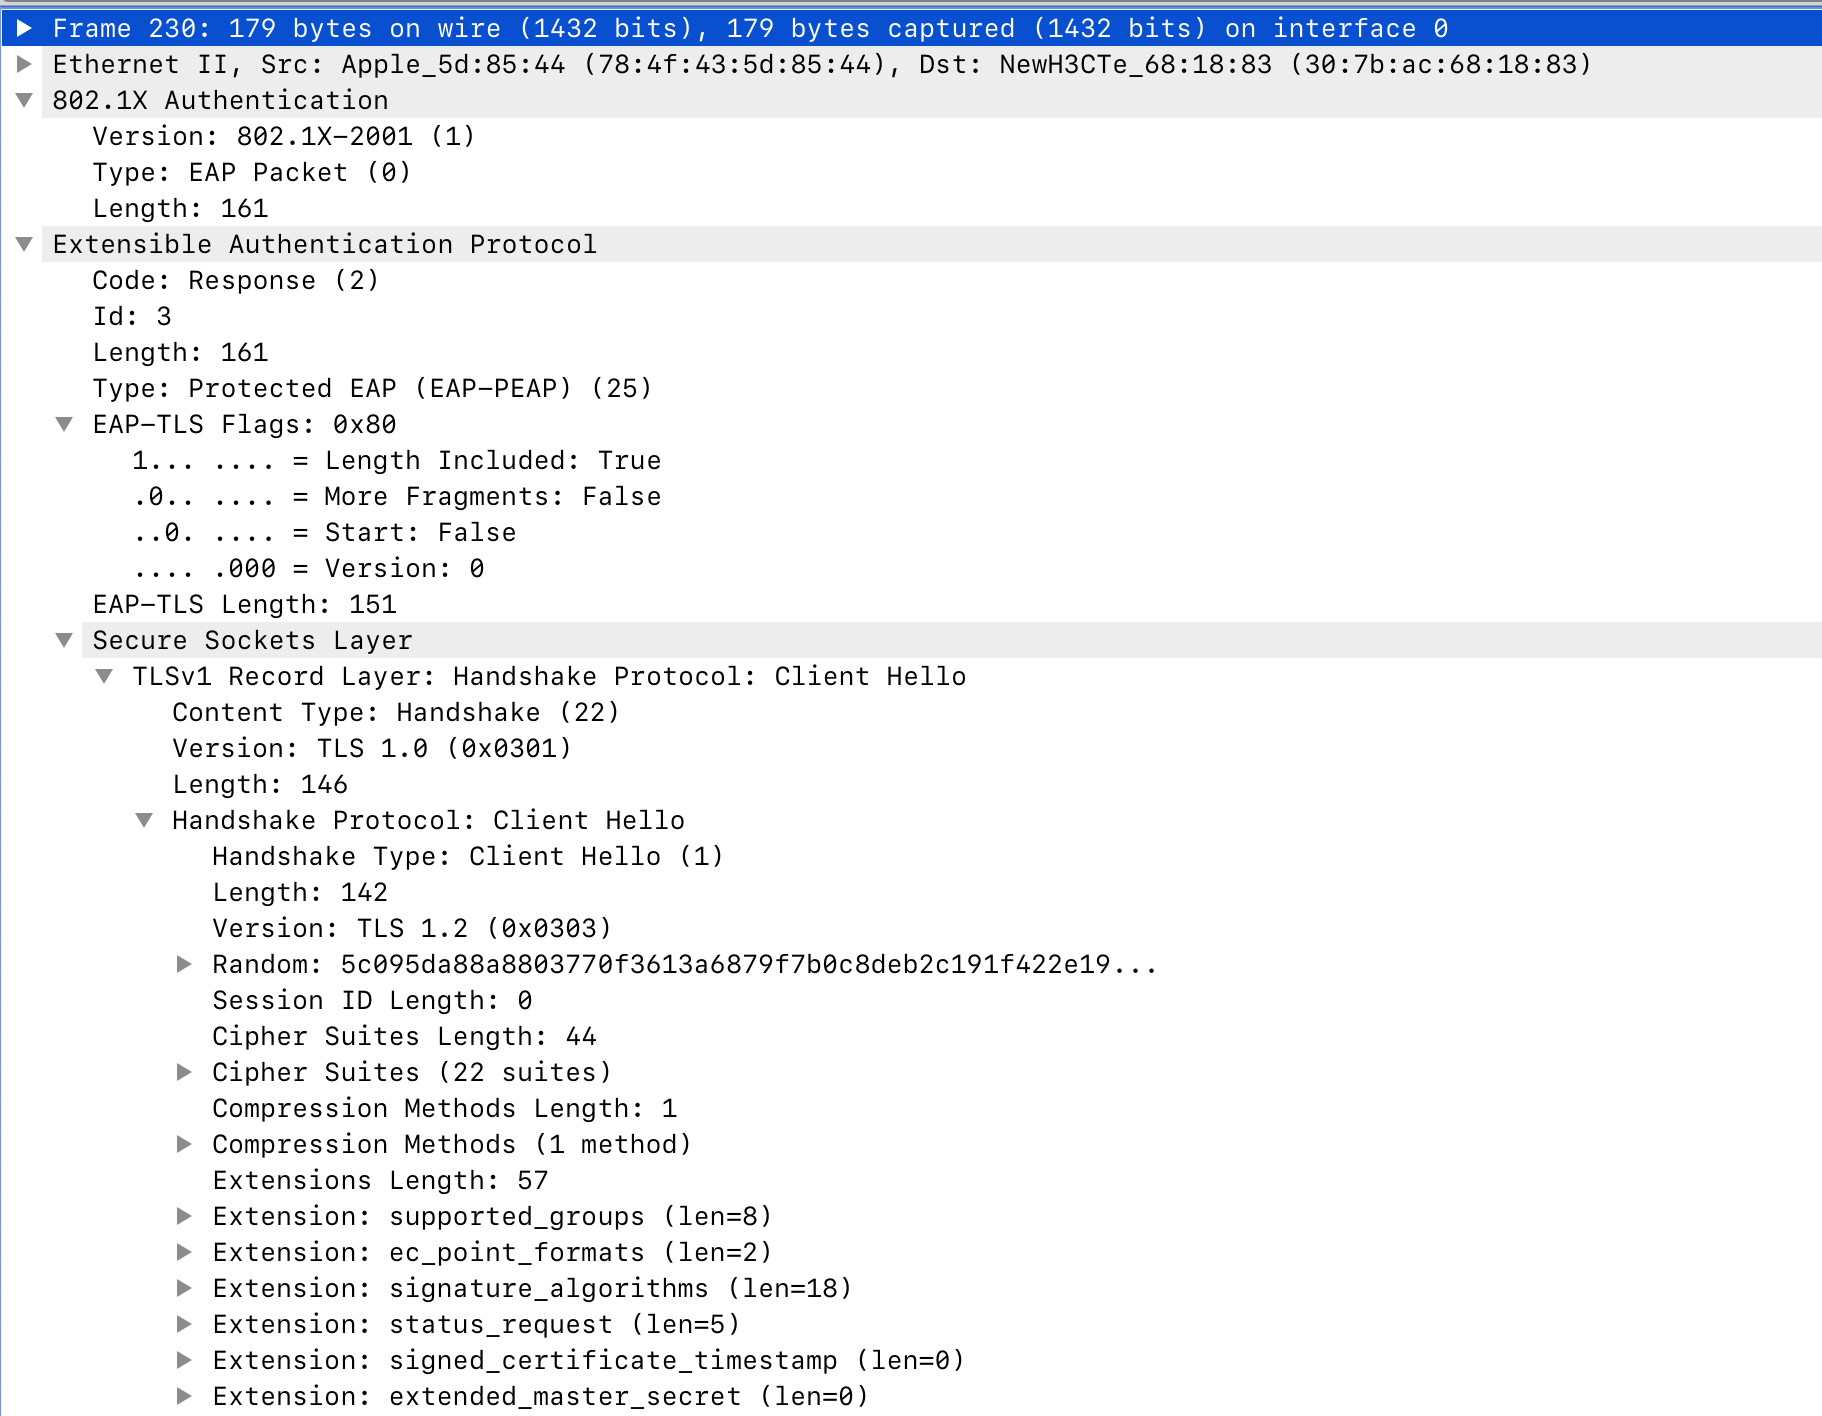 Frame 230: 179 bytes on wire (1432 bits), 179 bytes captured (1432 bits) on interface 0
Ethernet II, Src: Apple_5d:85:44 (78:4f:43:5d:85:44), Dst: NewH3CTe_68:18:83 (30:7b:ac:68:18:83)
802.1X Authentication
Version: 802.1X-2001 (1)
Type: EAP Packet (0)
Length: 161
Extensible Authentication Protocol
Code: Response (2)
Id: 3
Length: 161
Type: Protected EAP (EAP-PEAP) (25)
EAP-TLS Flags: 0x80
1... .... = Length Included: True
.0.. .... = More Fragments: False
..0. .... = Start: False
.... .000 = Version: 0
EAP-TLS Length: 151
Secure Sockets Layer
TLSv1 Record Layer: Handshake Protocol: Client Hello
Content Type: Handshake (22)
Version: TLS 1.0 (0x0301)
Length: 146
Handshake Protocol: Client Hello
Handshake Type: Client Hello (1)
Length: 142
Version: TLS 1.2 (0x0303)
Random: 5c095da88a8803770f3613a6879f7b0c8deb2c191f422e19...
Session ID Length: 0
Cipher Suites Length: 44
Cipher Suites (22 suites)
Compression Methods Length: 1
Compression Methods (1 method)
Extensions Length: 57
Extension: supported_groups (len=8)
Extension: ec_point_formats (len=2)
Extension: signature_algorithms (len=18)
Extension: status_request (len=5)
Extension: signed_certificate_timestamp (len=0)
Extension: extended_master_secret (len=0)